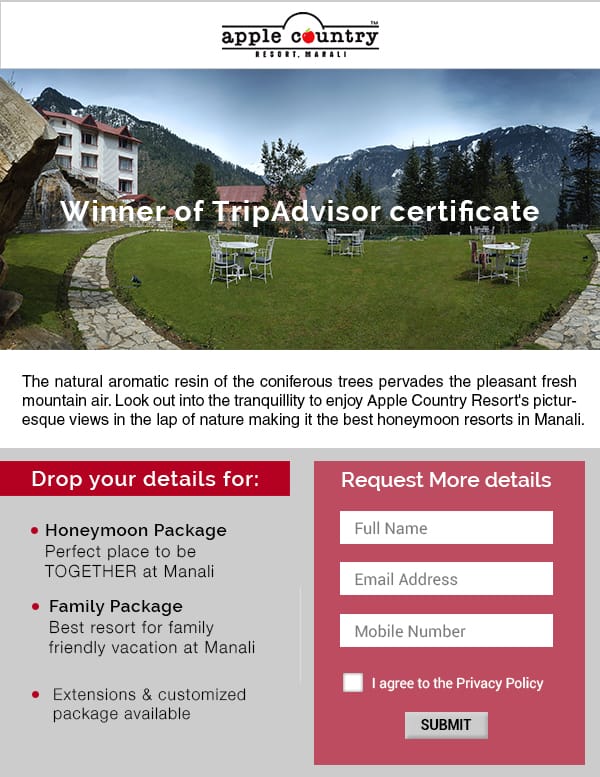 apple country™
RESORT, MANALI
Winner of TripAdvisor certificate
The natural aromatic resin of the coniferous trees pervades the pleasant fresh
mountain air. Look out into the tranquillity to enjoy Apple Country Resort's pictur-
esque views in the lap of nature making it the best honeymoon resorts in Manali.
Drop your details for:
• Honeymoon Package
Perfect place to be
TOGETHER at Manali
• Family Package
Best resort for family
friendly vacation at Manali
• Extensions & customized
package available
Request More details
Full Name
Email Address
Mobile Number
I agree to the Privacy Policy
SUBMIT